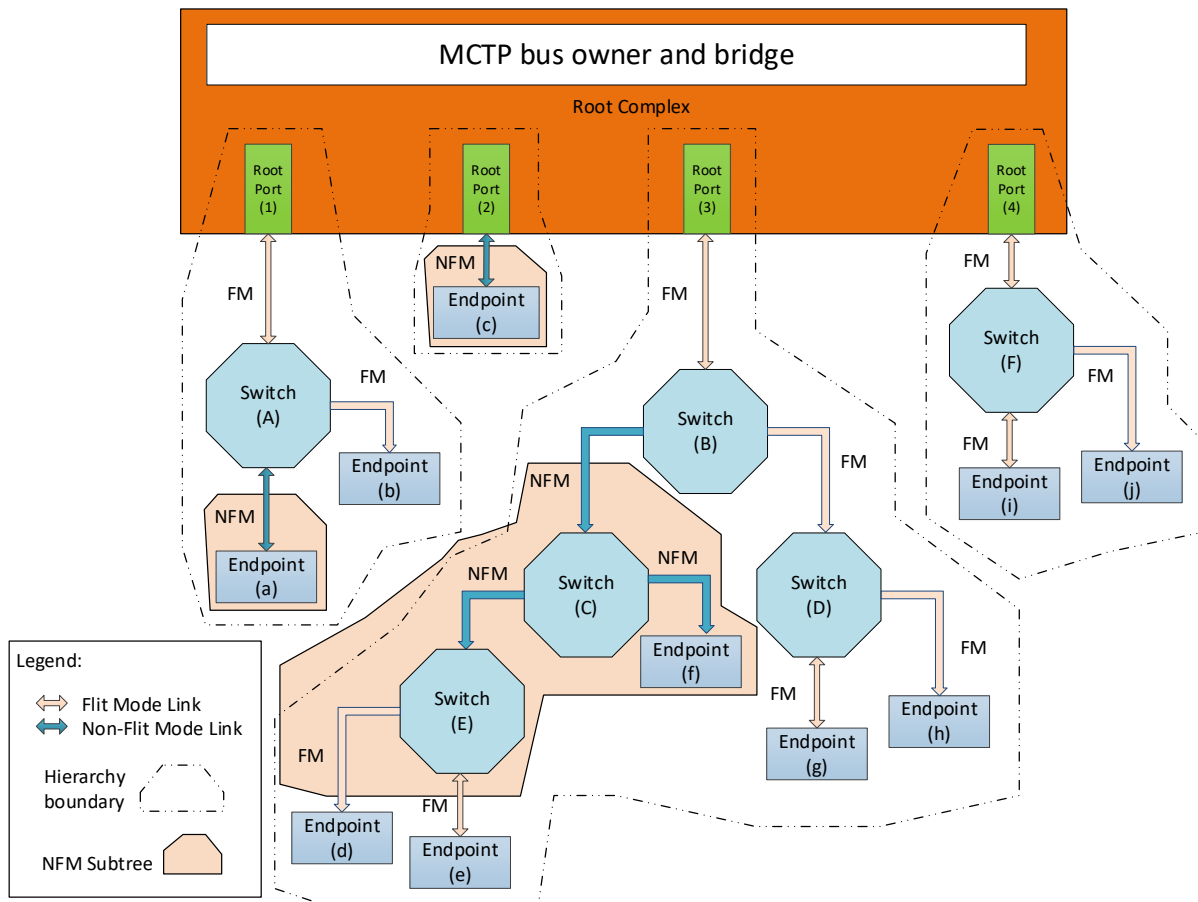 MCTP bus owner and bridge
Root Complex
Root
Port
(1)
Root
Port
(2)
Root
Port
(3)
Root
Port
(4)
FM
NFM
Endpoint
(c)
FM
FM
Switch
(A)
FM
Endpoint
(b)
NFM
Endpoint
(a)
Switch
(B)
NFM
FM
Switch
(F)
FM
FM
Endpoint
(i)
Endpoint
(j)
NFM
Switch
(C)
NFM
Endpoint
(f)
Switch
(D)
FM
FM
Endpoint
(g)
Endpoint
(h)
Switch
(E)
FM
FM
Endpoint
(d)
Endpoint
(e)
Legend:
Flit Mode Link
Non-Flit Mode Link
Hierarchy
boundary
NFM Subtree